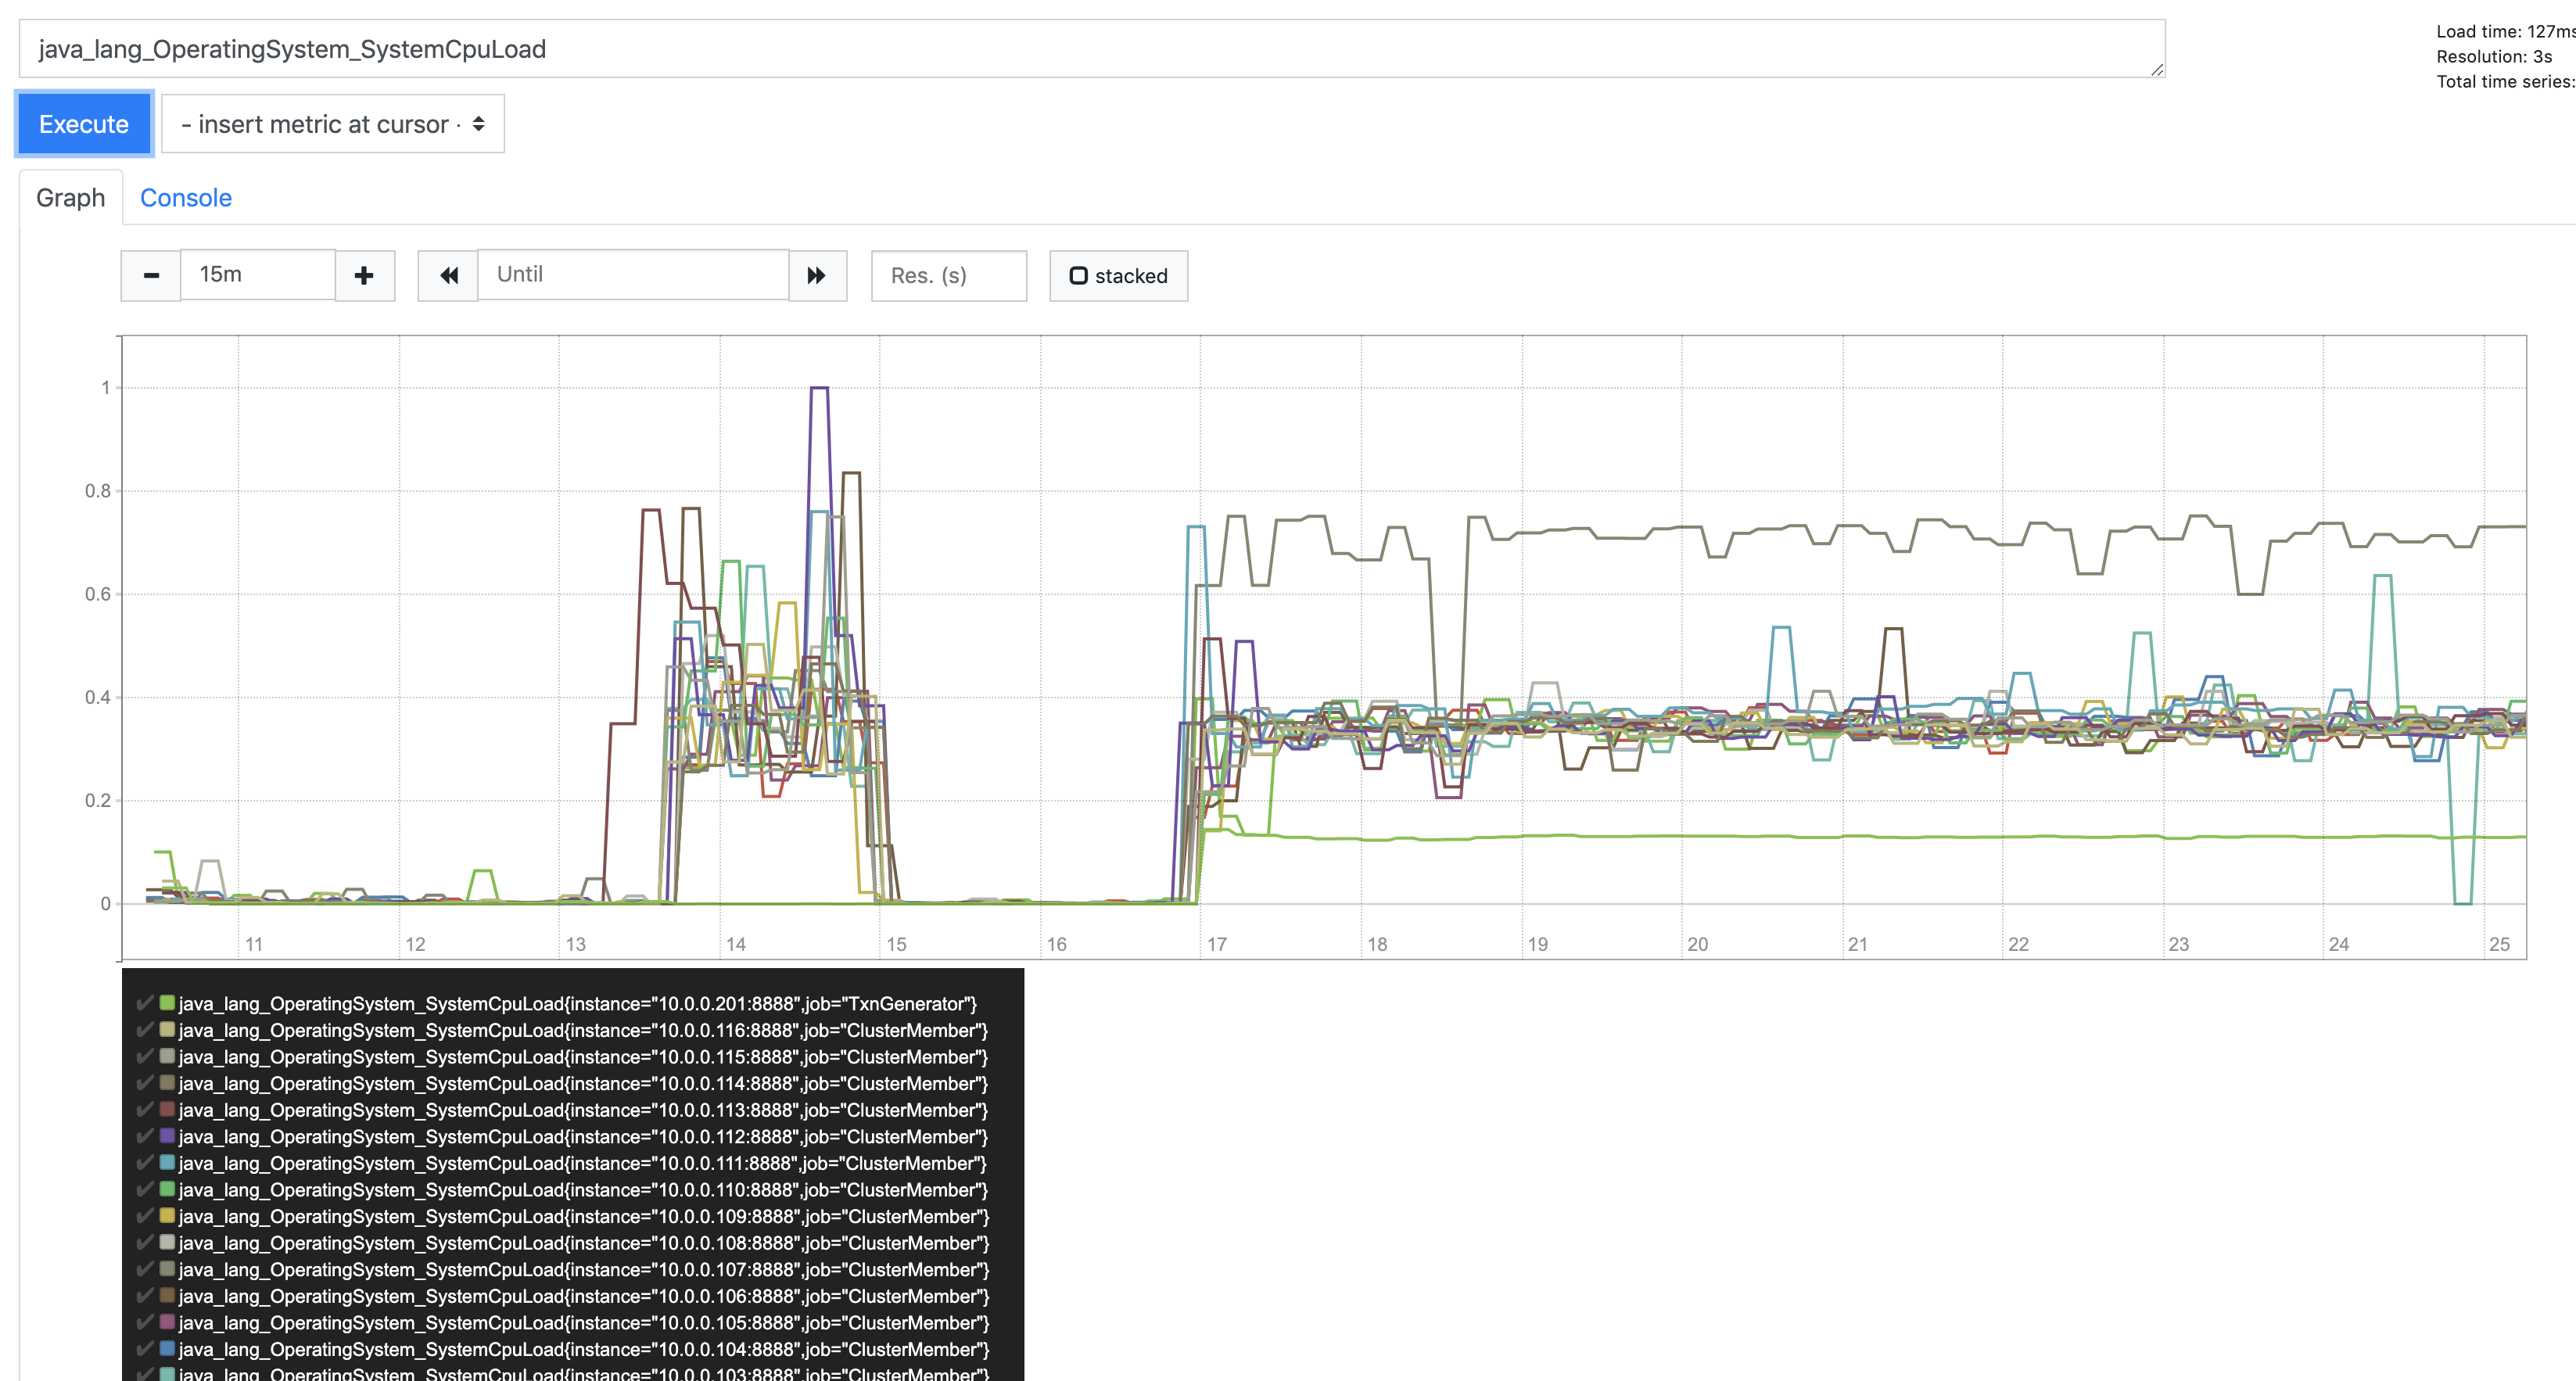 java_lang_OperatingSystem_SystemCpuLoad
Load time: 127ms
Resolution: 3s
Total time series:
Execute
- insert metric at cursor -
Graph
Console
15m
Until
Res. (s)
stacked
1
0.8
0.6
0.4
0.2
0
11 12 13 14 15 16 17 18 19 20 21 22 23 24 25
java_lang_OperatingSystem_SystemCpuLoad{instance="10.0.0.201:8888",job="TxnGenerator"}
java_lang_OperatingSystem_SystemCpuLoad{instance="10.0.0.116:8888",job="ClusterMember"}
java_lang_OperatingSystem_SystemCpuLoad{instance="10.0.0.115:8888",job="ClusterMember"}
java_lang_OperatingSystem_SystemCpuLoad{instance="10.0.0.114:8888",job="ClusterMember"}
java_lang_OperatingSystem_SystemCpuLoad{instance="10.0.0.113:8888",job="ClusterMember"}
java_lang_OperatingSystem_SystemCpuLoad{instance="10.0.0.112:8888",job="ClusterMember"}
java_lang_OperatingSystem_SystemCpuLoad{instance="10.0.0.111:8888",job="ClusterMember"}
java_lang_OperatingSystem_SystemCpuLoad{instance="10.0.0.110:8888",job="ClusterMember"}
java_lang_OperatingSystem_SystemCpuLoad{instance="10.0.0.109:8888",job="ClusterMember"}
java_lang_OperatingSystem_SystemCpuLoad{instance="10.0.0.108:8888",job="ClusterMember"}
java_lang_OperatingSystem_SystemCpuLoad{instance="10.0.0.107:8888",job="ClusterMember"}
java_lang_OperatingSystem_SystemCpuLoad{instance="10.0.0.106:8888",job="ClusterMember"}
java_lang_OperatingSystem_SystemCpuLoad{instance="10.0.0.105:8888",job="ClusterMember"}
java_lang_OperatingSystem_SystemCpuLoad{instance="10.0.0.104:8888",job="ClusterMember"}
java_lang_OperatingSystem_SystemCpuLoad{instance="10.0.0.103:8888",job="ClusterMember"}